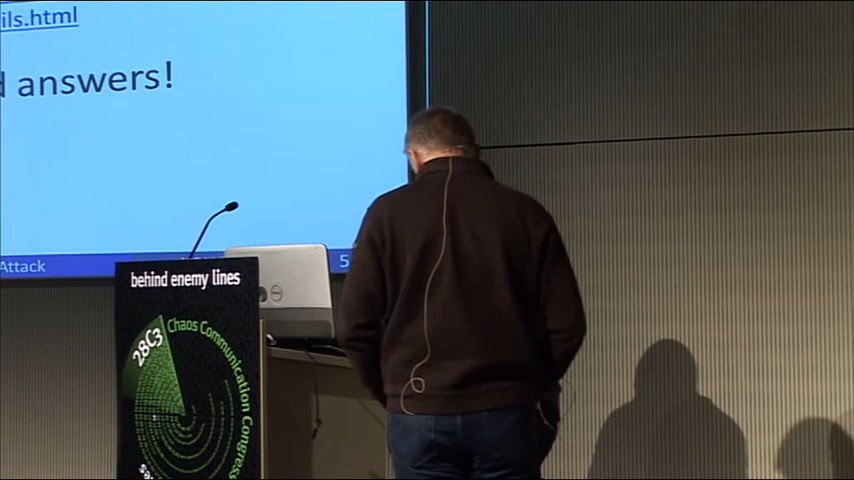 ils.html
d answers!
Attack
5
behind enemy lines
28C3
Chaos Communication Congress